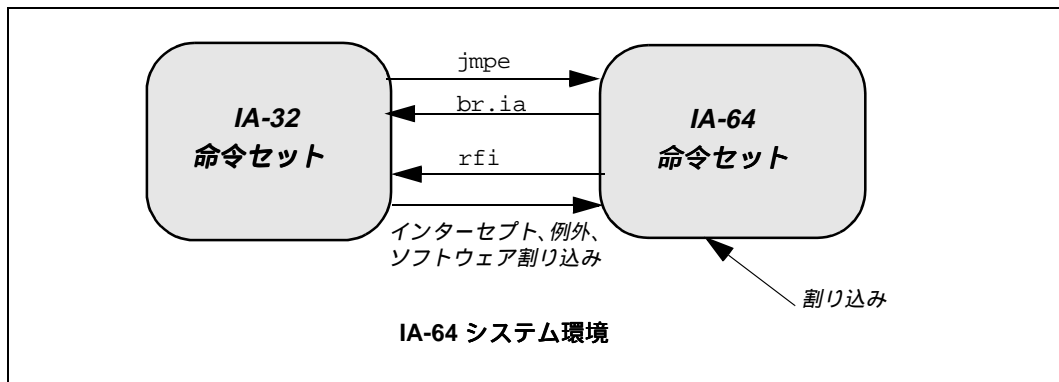 jmpe
br.ia
IA-32
命令セット
IA-64
命令セット
rfi
インターセプト、例外、
ソフトウェア割り込み
割り込み
IA-64 システム環境